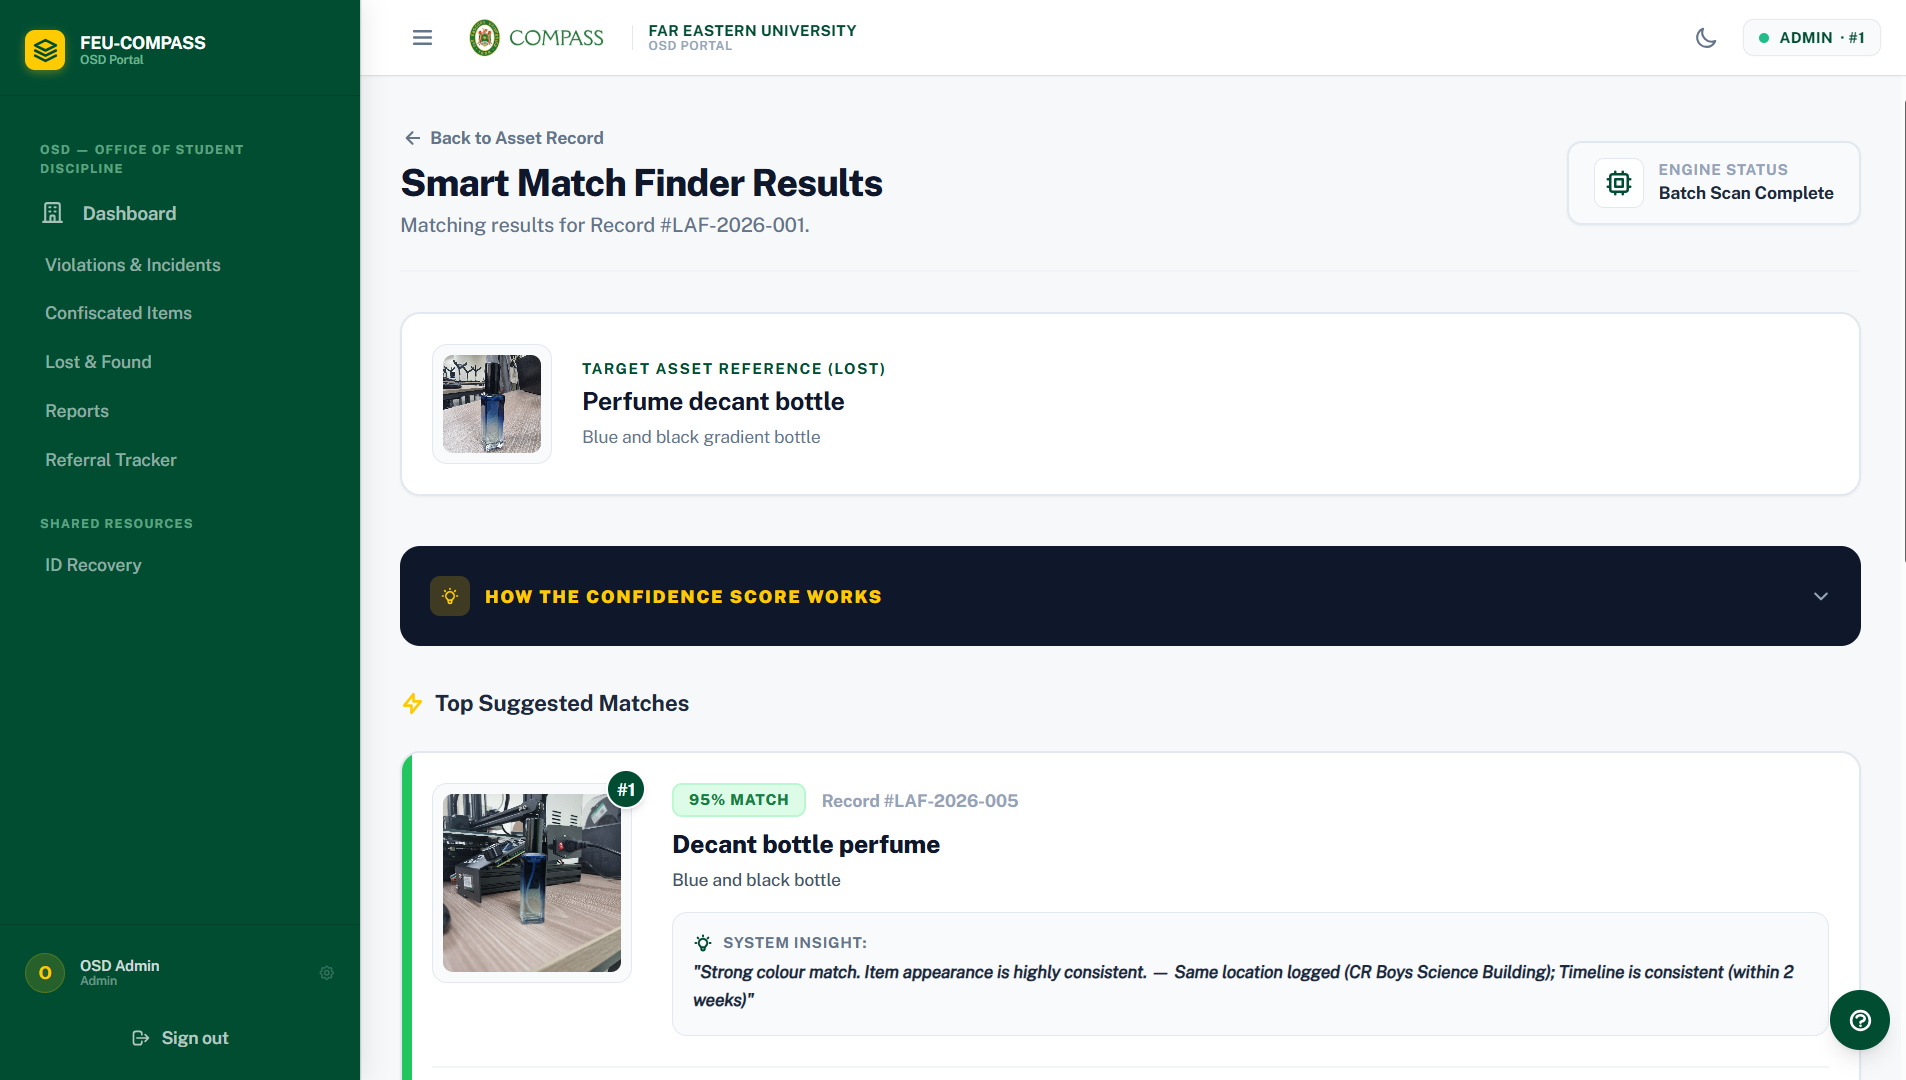 FEU-COMPASS
OSD Portal
OSD — OFFICE OF STUDENT
DISCIPLINE
Dashboard
Violations & Incidents
Confiscated Items
Lost & Found
Reports
Referral Tracker
SHARED RESOURCES
ID Recovery
O
OSD Admin
Admin
Sign out
COMPASS
FAR EASTERN UNIVERSITY
OSD PORTAL
ADMIN · #1
Back to Asset Record
Smart Match Finder Results
Matching results for Record #LAF-2026-001.
ENGINE STATUS
Batch Scan Complete
TARGET ASSET REFERENCE (LOST)
Perfume decant bottle
Blue and black gradient bottle
HOW THE CONFIDENCE SCORE WORKS
Top Suggested Matches
#1
95% MATCH
Record #LAF-2026-005
Decant bottle perfume
Blue and black bottle
SYSTEM INSIGHT:
"Strong colour match. Item appearance is highly consistent. — Same location logged (CR Boys Science Building); Timeline is consistent (within 2
weeks)"